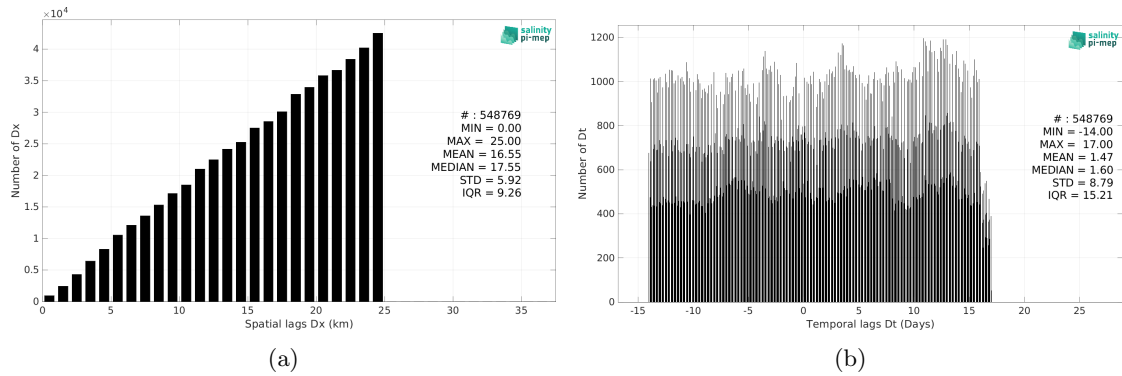 ×10⁴
4
3.5
3
2.5
2
1.5
1
0.5
0
Number of Dx
0 5 10 15 20 25 30 35
Spatial lags Dx (km)
salinity
pi-mep
# : 548769
MIN = 0.00
MAX = 25.00
MEAN = 16.55
MEDIAN = 17.55
STD = 5.92
IQR = 9.26
(a)
1200
1000
800
600
400
200
0
Number of Dt
-15 -10 -5 0 5 10 15 20 25
Temporal lags Dt (Days)
salinity
pi-mep
# : 548769
MIN = -14.00
MAX = 17.00
MEAN = 1.47
MEDIAN = 1.60
STD = 8.79
IQR = 15.21
(b)